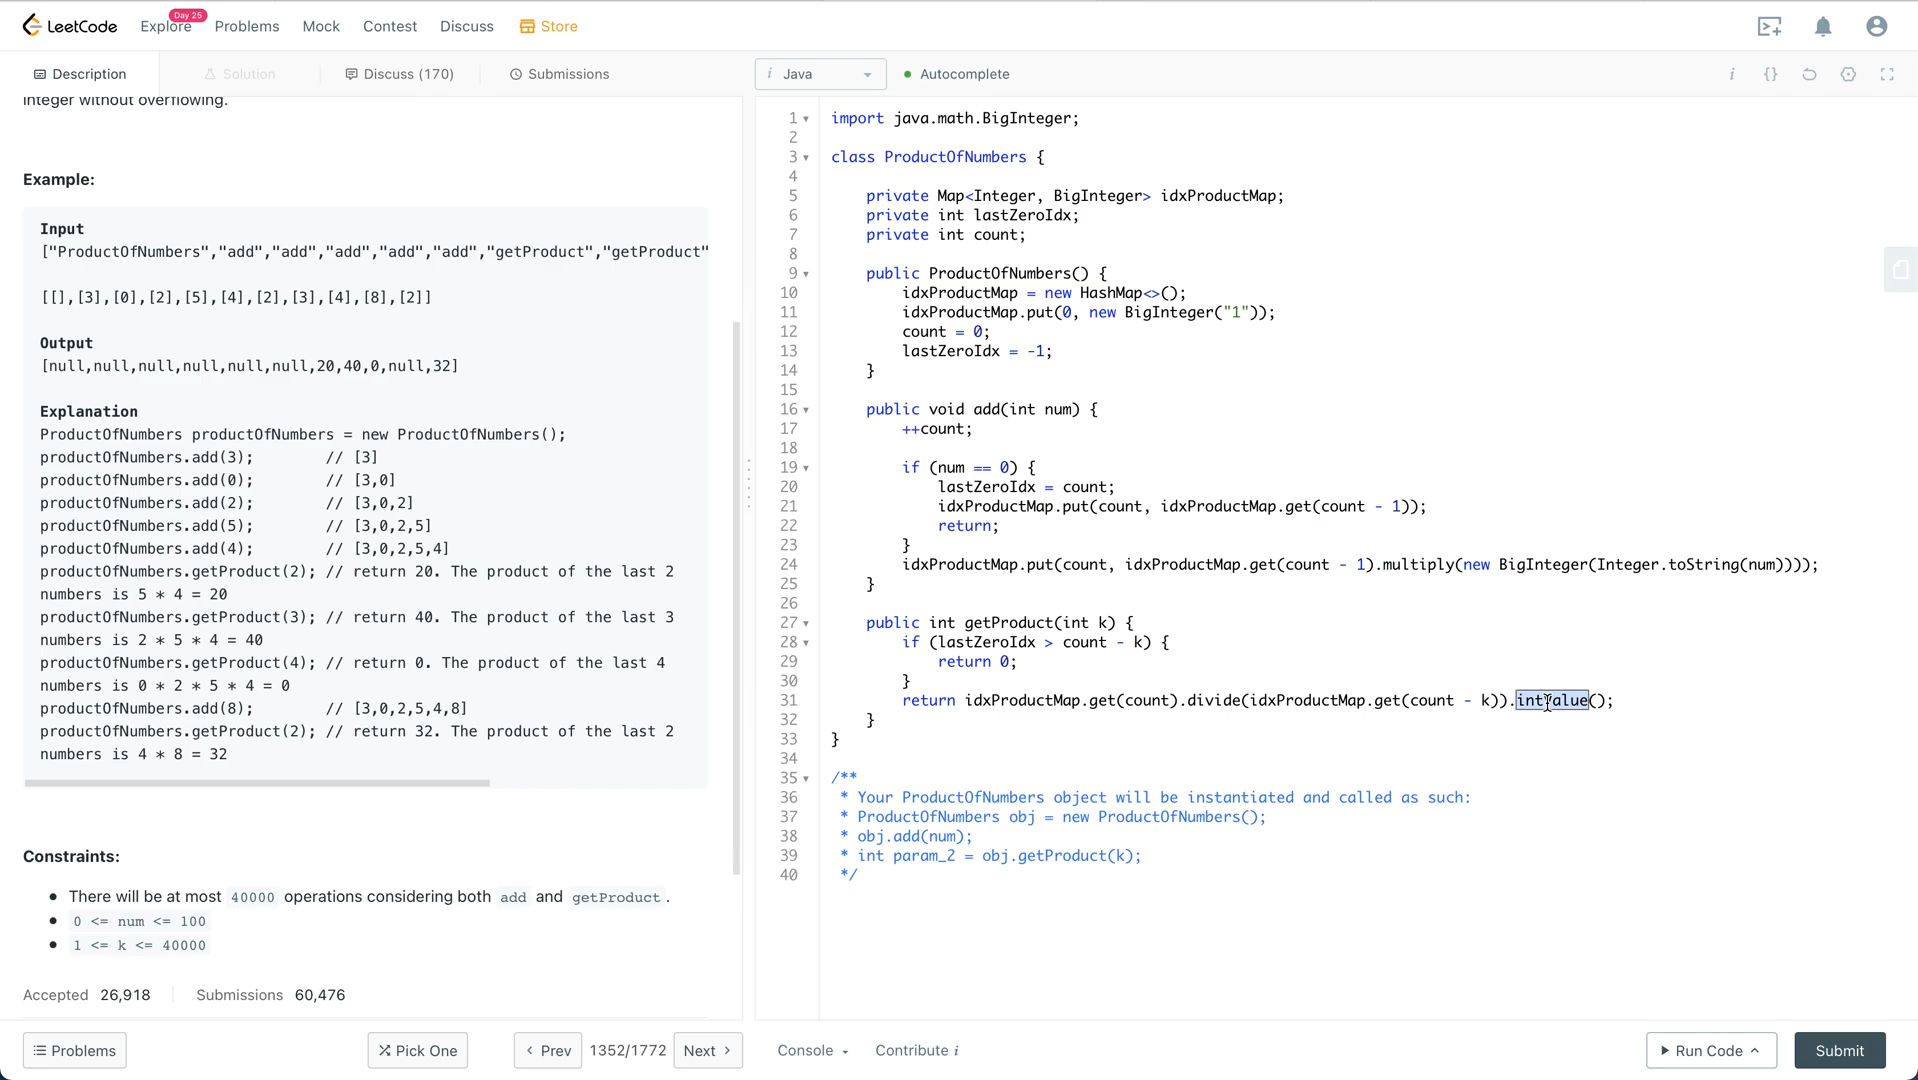 LeetCode
Explore
Day 25
Problems
Mock
Contest
Discuss
Store
Description
Solution
Discuss (170)
Submissions
integer without overflowing.
Example:
Input
["ProductOfNumbers","add","add","add","add","add","getProduct","getProduct"
[[],[3],[0],[2],[5],[4],[2],[3],[4],[8],[2]]
Output
[null,null,null,null,null,null,20,40,0,null,32]
Explanation
ProductOfNumbers productOfNumbers = new ProductOfNumbers();
productOfNumbers.add(3);        // [3]
productOfNumbers.add(0);        // [3,0]
productOfNumbers.add(2);        // [3,0,2]
productOfNumbers.add(5);        // [3,0,2,5]
productOfNumbers.add(4);        // [3,0,2,5,4]
productOfNumbers.getProduct(2); // return 20. The product of the last 2
numbers is 5 * 4 = 20
productOfNumbers.getProduct(3); // return 40. The product of the last 3
numbers is 2 * 5 * 4 = 40
productOfNumbers.getProduct(4); // return 0. The product of the last 4
numbers is 0 * 2 * 5 * 4 = 0
productOfNumbers.add(8);        // [3,0,2,5,4,8]
productOfNumbers.getProduct(2); // return 32. The product of the last 2
numbers is 4 * 8 = 32
Constraints:
• There will be at most 40000 operations considering both add and getProduct.
• 0 <= num <= 100
• 1 <= k <= 40000
Accepted 26,918
Submissions 60,476
Problems
Pick One
Prev
1352/1772
Next
i Java
Autocomplete
i {}
1 import java.math.BigInteger;
2
3 class ProductOfNumbers {
4
5     private Map<Integer, BigInteger> idxProductMap;
6     private int lastZeroIdx;
7     private int count;
8
9     public ProductOfNumbers() {
10         idxProductMap = new HashMap<>();
11         idxProductMap.put(0, new BigInteger("1"));
12         count = 0;
13         lastZeroIdx = -1;
14     }
15
16     public void add(int num) {
17         ++count;
18
19         if (num == 0) {
20             lastZeroIdx = count;
21             idxProductMap.put(count, idxProductMap.get(count - 1));
22             return;
23         }
24         idxProductMap.put(count, idxProductMap.get(count - 1).multiply(new BigInteger(Integer.toString(num))));
25     }
26
27     public int getProduct(int k) {
28         if (lastZeroIdx > count - k) {
29             return 0;
30         }
31         return idxProductMap.get(count).divide(idxProductMap.get(count - k)).intValue();
32     }
33 }
34
35 /**
36  * Your ProductOfNumbers object will be instantiated and called as such:
37  * ProductOfNumbers obj = new ProductOfNumbers();
38  * obj.add(num);
39  * int param_2 = obj.getProduct(k);
40  */
Console
Contribute i
Run Code
Submit